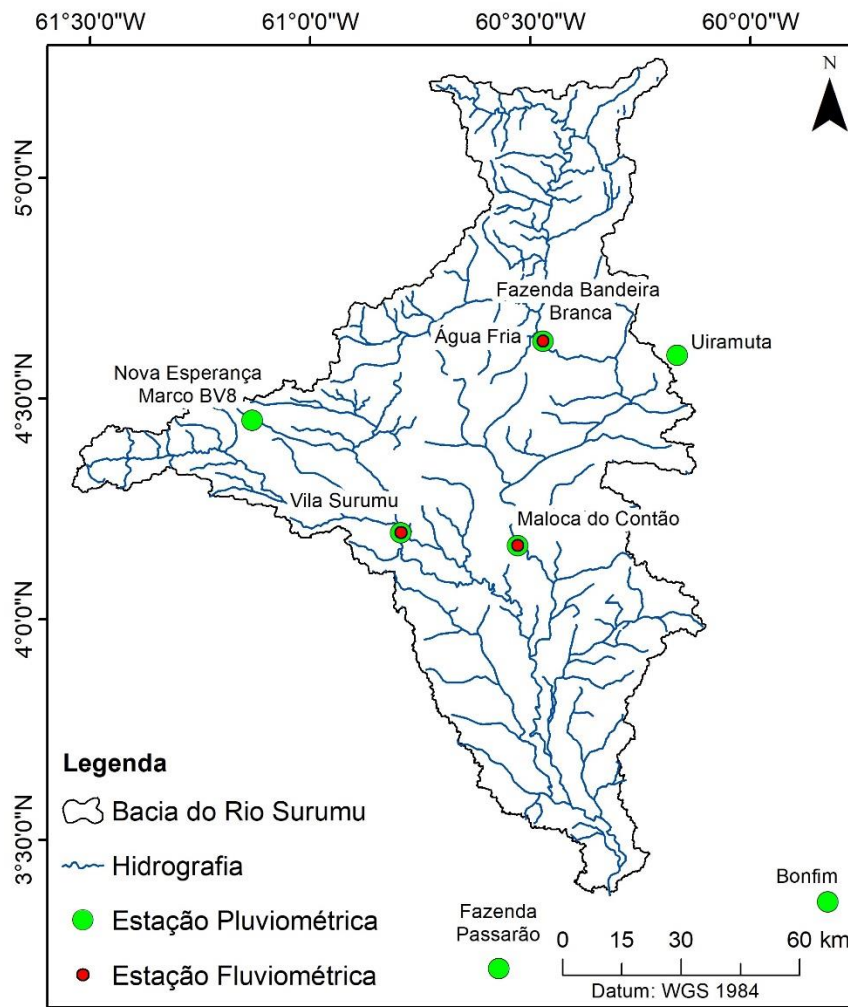 61°30'0"W
61°0'0"W
60°30'0"W
60°0'0"W
N
5°0'0"N
4°30'0"N
4°0'0"N
3°30'0"N
Fazenda Bandeira
Branca
Água Fria
Uiramuta
Nova Esperança
Marco BV8
Vila Surumu
Maloca do Contão
Legenda
Bacia do Rio Surumu
Hidrografia
Estação Pluviométrica
Estação Fluviométrica
Bonfim
Fazenda
Passarão
0 15 30 60 km
Datum: WGS 1984